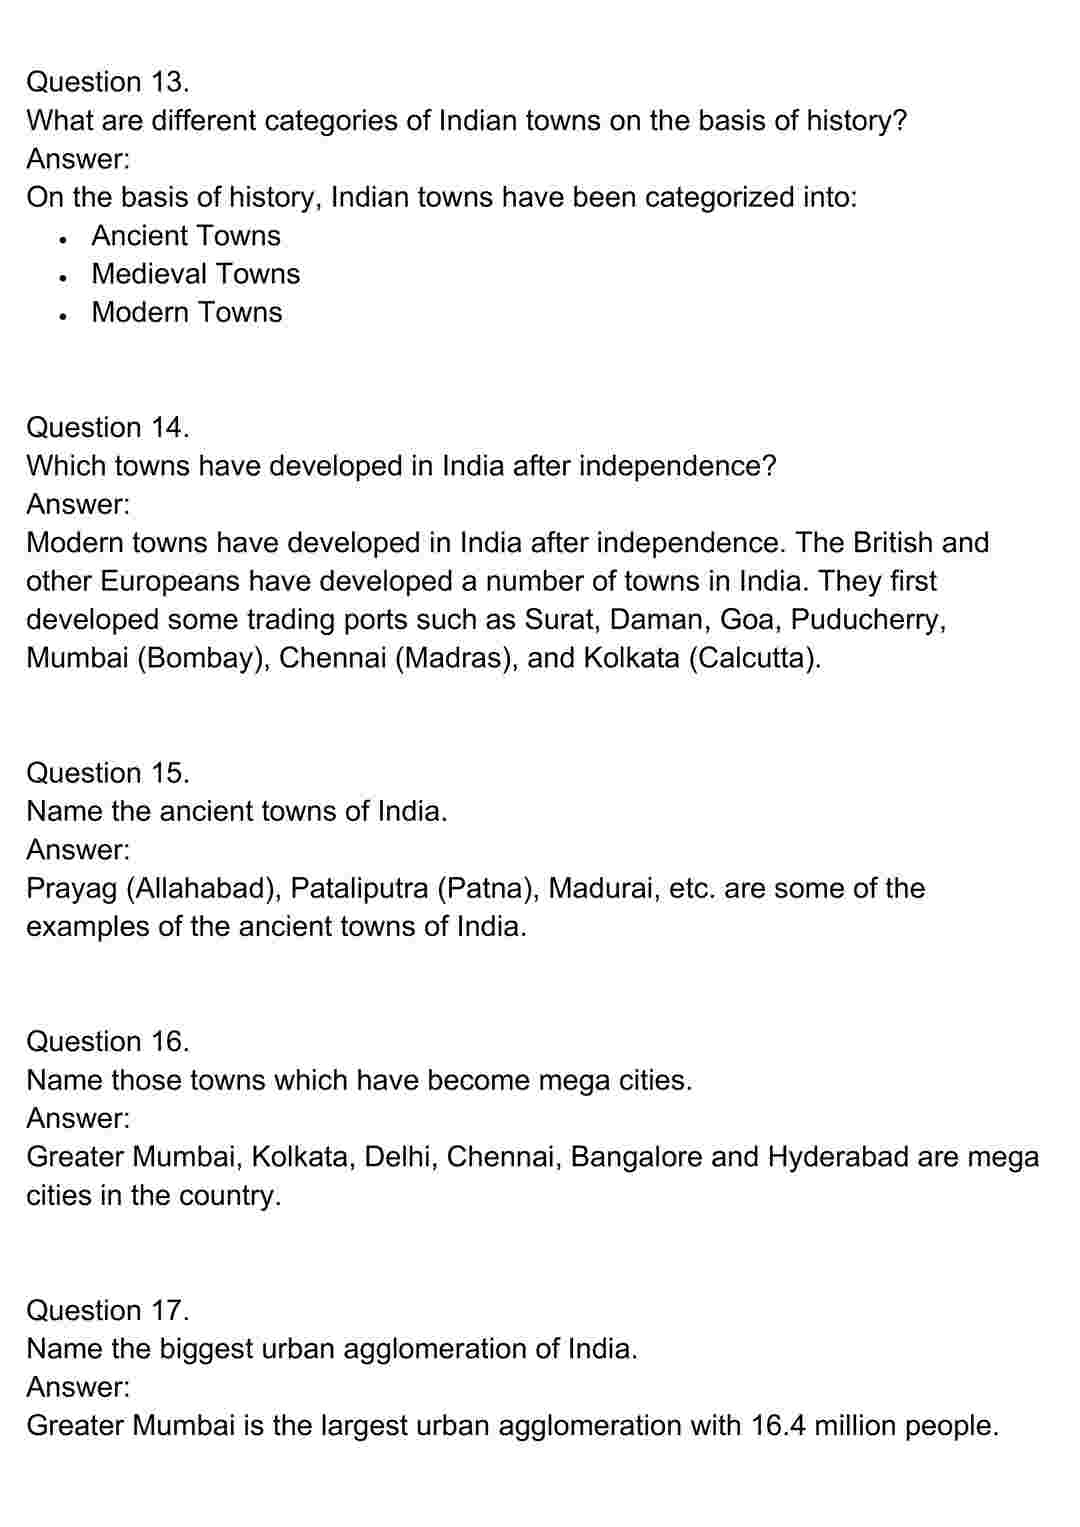 Question 13.
What are different categories of Indian towns on the basis of history?
Answer:
On the basis of history, Indian towns have been categorized into:
• Ancient Towns
• Medieval Towns
• Modern Towns
Question 14.
Which towns have developed in India after independence?
Answer:
Modern towns have developed in India after independence. The British and
other Europeans have developed a number of towns in India. They first
developed some trading ports such as Surat, Daman, Goa, Puducherry,
Mumbai (Bombay), Chennai (Madras), and Kolkata (Calcutta).
Question 15.
Name the ancient towns of India.
Answer:
Prayag (Allahabad), Pataliputra (Patna), Madurai, etc. are some of the
examples of the ancient towns of India.
Question 16.
Name those towns which have become mega cities.
Answer:
Greater Mumbai, Kolkata, Delhi, Chennai, Bangalore and Hyderabad are mega
cities in the country.
Question 17.
Name the biggest urban agglomeration of India.
Answer:
Greater Mumbai is the largest urban agglomeration with 16.4 million people.